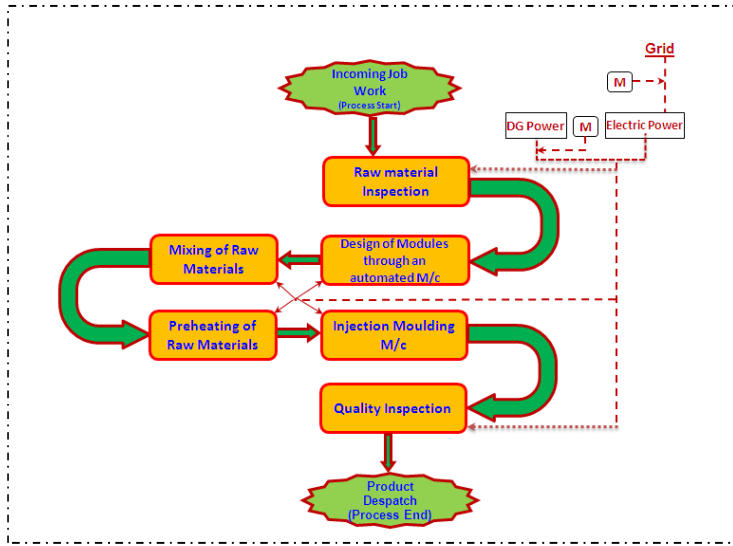 Grid
Incoming Job
Work
(Process Start)
M
DG Power
M
Electric Power
Raw material
Inspection
Mixing of Raw
Materials
Design of Modules
through an
automated M/c
Preheating of
Raw Materials
Injection Moulding
M/c
Quality Inspection
Product
Despatch
(Process End)